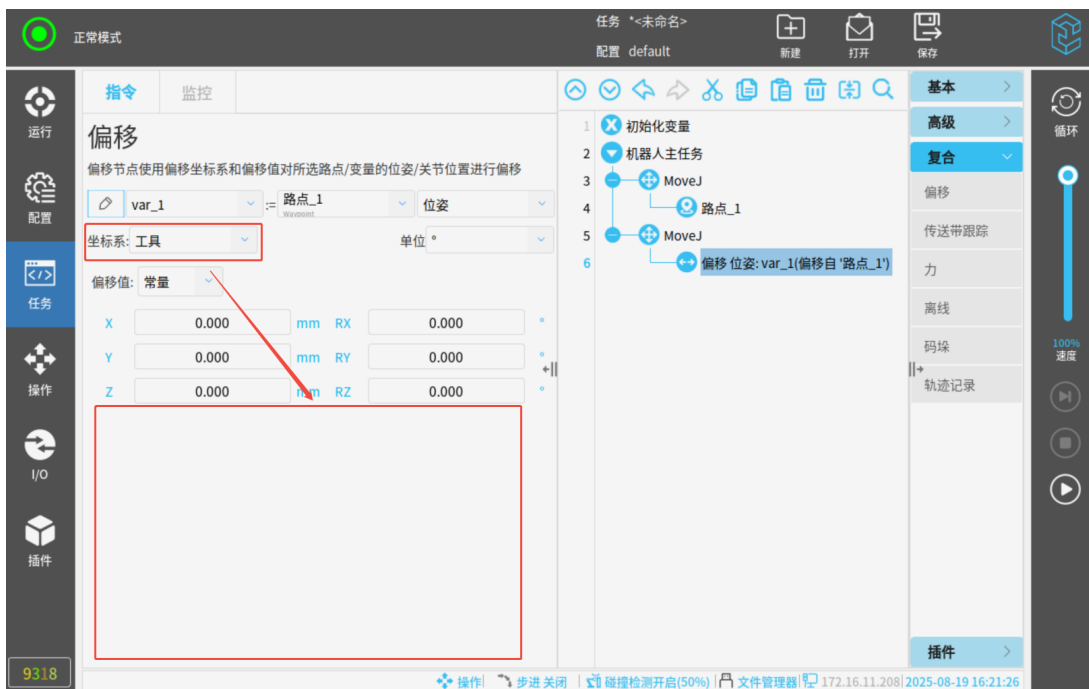 正常模式
任务 *<未命名>
配置 default
新建
打开
保存
运行
配置
任务
操作
I/O
插件
9318
指令 监控
偏移
偏移节点使用偏移坐标系和偏移值对所选路点/变量的位姿/关节位置进行偏移
var_1 := 路点_1 位姿
Waypoint
坐标系: 工具 单位 °
偏移值: 常量
X 0.000 mm RX 0.000 °
Y 0.000 mm RY 0.000 °
Z 0.000 mm RZ 0.000 °
1 初始化变量
2 机器人主任务
3 MoveJ
4 路点_1
5 MoveJ
6 偏移 位姿: var_1(偏移自 '路点_1')
基本
高级
复合
偏移
传送带跟踪
力
离线
码垛
轨迹记录
插件
循环
100%
速度
操作 步进 关闭 碰撞检测开启(50%) 文件管理器 172.16.11.208 2025-08-19 16:21:26